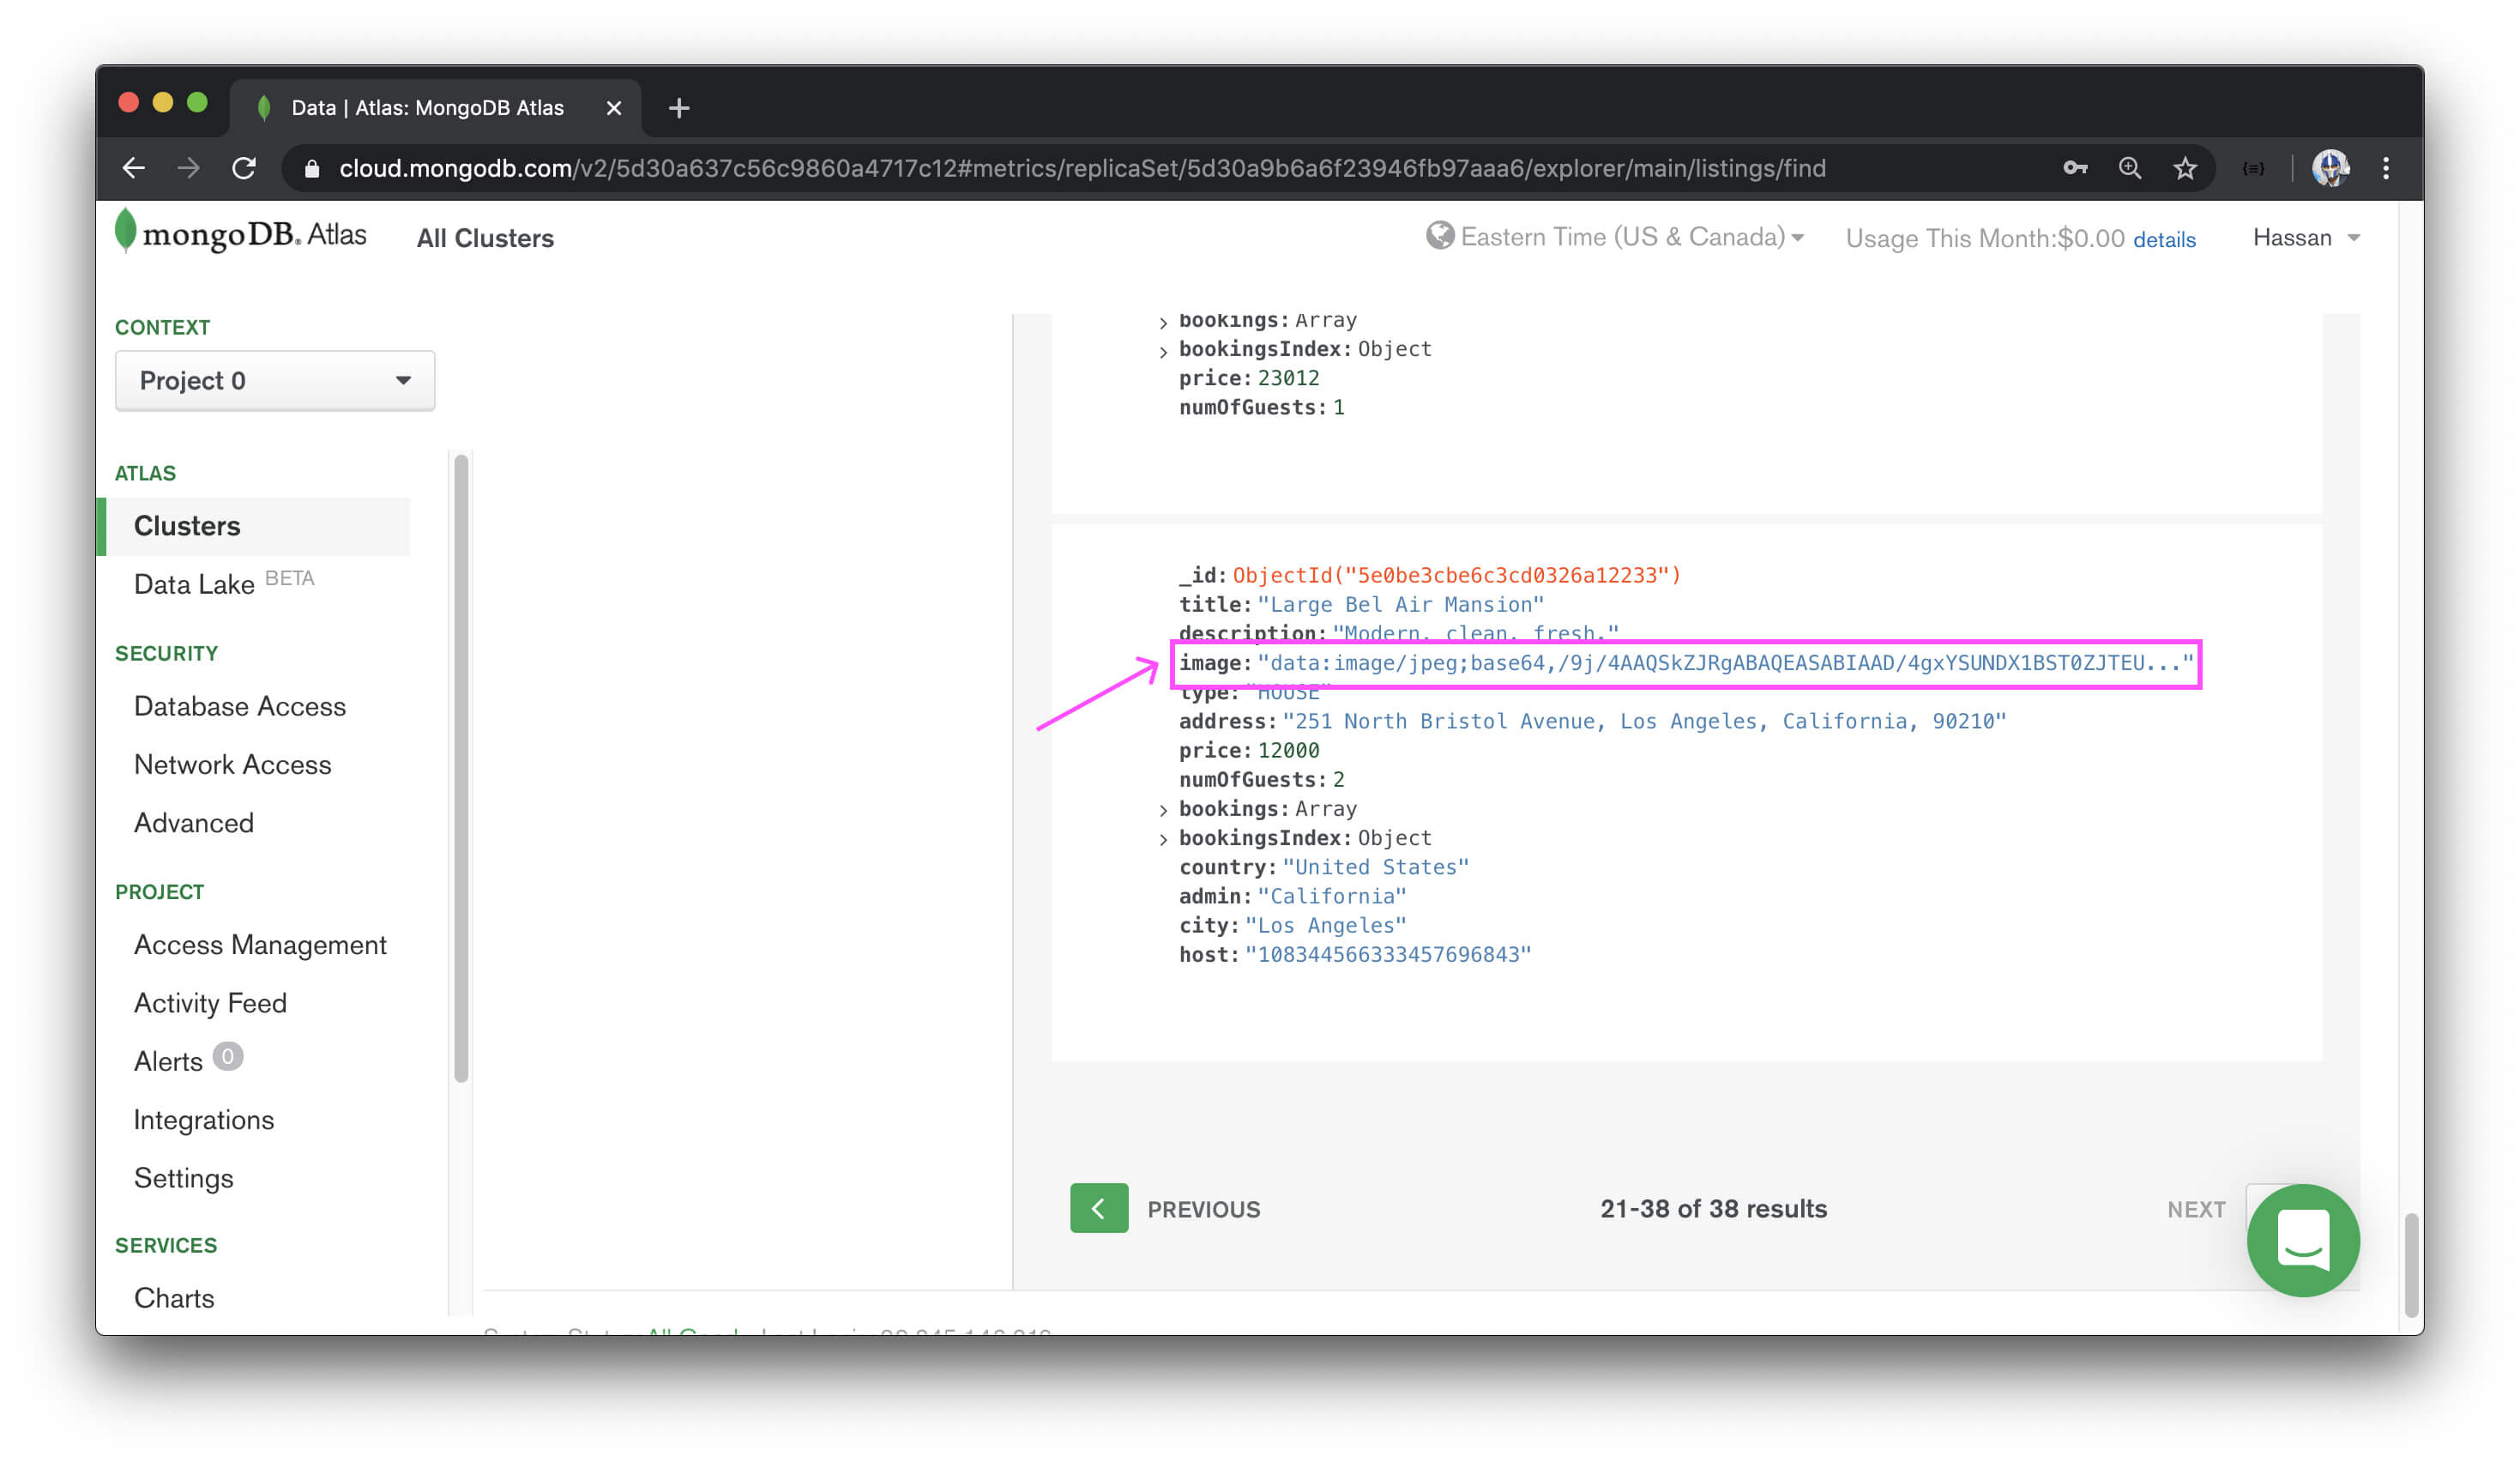 Data | Atlas: MongoDB Atlas
cloud.mongodb.com/v2/5d30a637c56c9860a4717c12#metrics/replicaSet/5d30a9b6a6f23946fb97aaa6/explorer/main/listings/find
mongoDB. Atlas All Clusters Eastern Time (US & Canada) Usage This Month:$0.00 details Hassan
CONTEXT
Project 0
ATLAS
Clusters
Data Lake BETA
SECURITY
Database Access
Network Access
Advanced
PROJECT
Access Management
Activity Feed
Alerts 0
Integrations
Settings
SERVICES
Charts
bookings: Array
bookingsIndex: Object
price: 23012
numOfGuests: 1
_id: ObjectId("5e0be3cbe6c3cd0326a12233")
title: "Large Bel Air Mansion"
description: "Modern, clean, fresh."
image: "data:image/jpeg;base64,/9j/4AAQSkZJRgABAQEASABIAAD/4gxYSUNDX1BST0ZJTEU..."
type: "HOUSE"
address: "251 North Bristol Avenue, Los Angeles, California, 90210"
price: 12000
numOfGuests: 2
bookings: Array
bookingsIndex: Object
country: "United States"
admin: "California"
city: "Los Angeles"
host: "108344566333457696843"
PREVIOUS 21-38 of 38 results NEXT